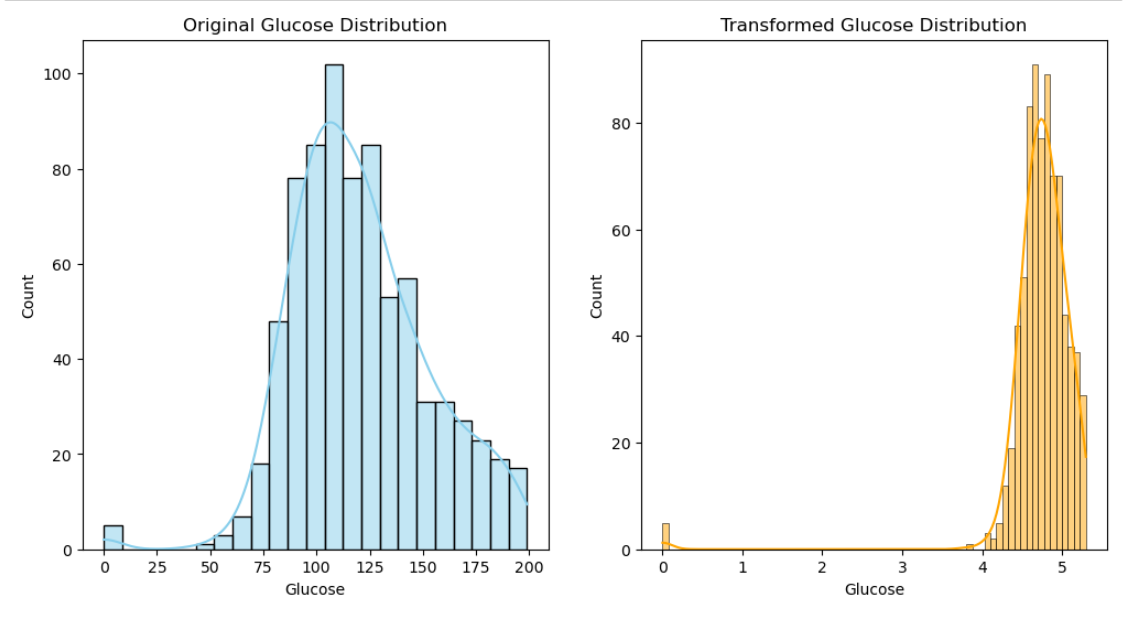 Original Glucose Distribution
100
80
60
40
20
0
Count
0 25 50 75 100 125 150 175 200
Glucose
Transformed Glucose Distribution
80
60
40
20
0
Count
0 1 2 3 4 5
Glucose